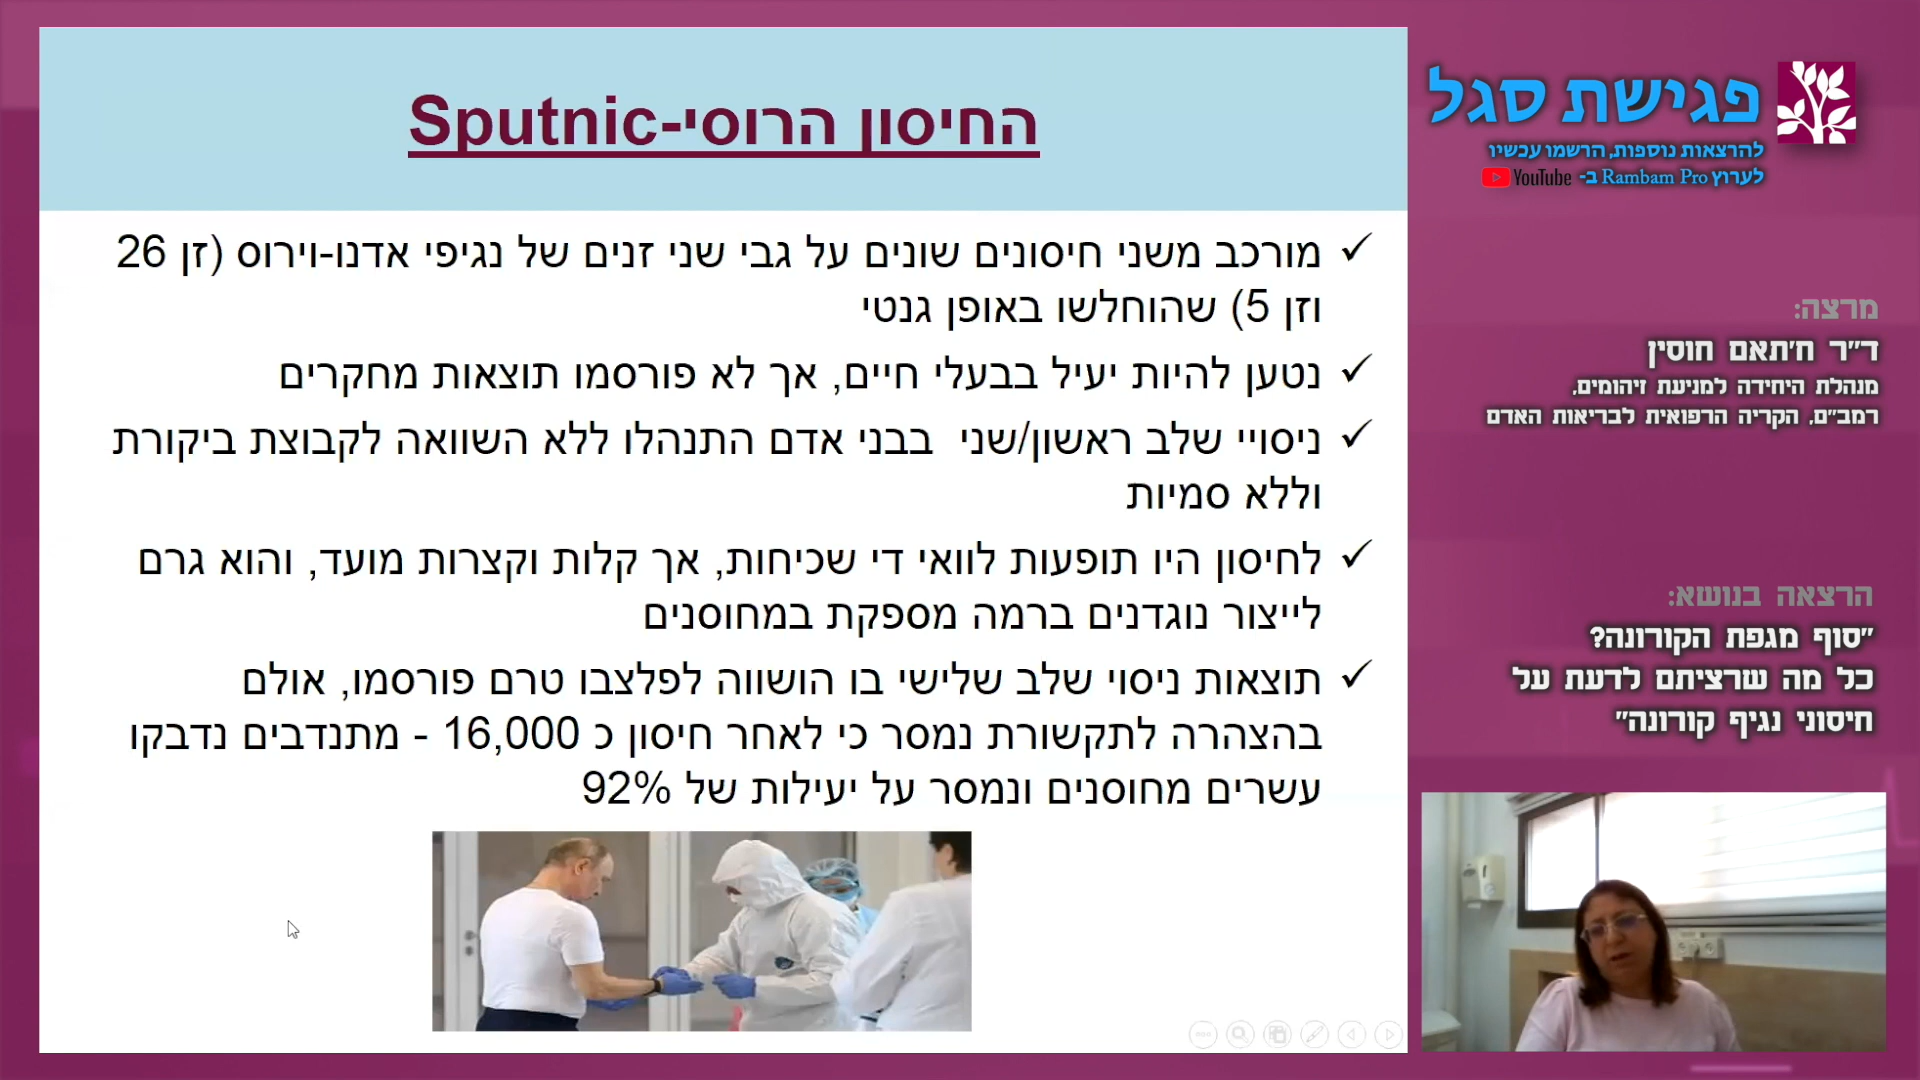 החיסון הרוסי-Sputnic
מורכב משני חיסונים שונים על גבי שני זנים של נגיפי אדנו-וירוס (זן 26
וזן 5) שהוחלשו באופן גנטי
נטען להיות יעיל בבעלי חיים, אך לא פורסמו תוצאות מחקרים
ניסויי שלב ראשון/שני בבני אדם התנהלו ללא השוואה לקבוצת ביקורת
וללא סמיות
לחיסון היו תופעות לוואי די שכיחות, אך קלות וקצרות מועד, והוא גרם
לייצור נוגדנים ברמה מספקת במחוסנים
תוצאות ניסוי שלב שלישי בו הושווה לפלצבו טרם פורסמו, אולם
בהצהרה לתקשורת נמסר כי לאחר חיסון כ 16,000 - מתנדבים נדבקו
עשרים מחוסנים ונמסר על יעילות של 92%
פגישת סגל
להרצאות נוספות, הרשמו עכשיו
לערוץ Rambam Pro ב- YouTube
מרצה:
ד״ר ח׳תאם חוסין
מנהלת היחידה למניעת זיהומים,
רמב״ם, הקריה הרפואית לבריאות האדם
הרצאה בנושא:
״סוף מגפת הקורונה?
כל מה שרציתם לדעת על
חיסוני נגיף קורונה״